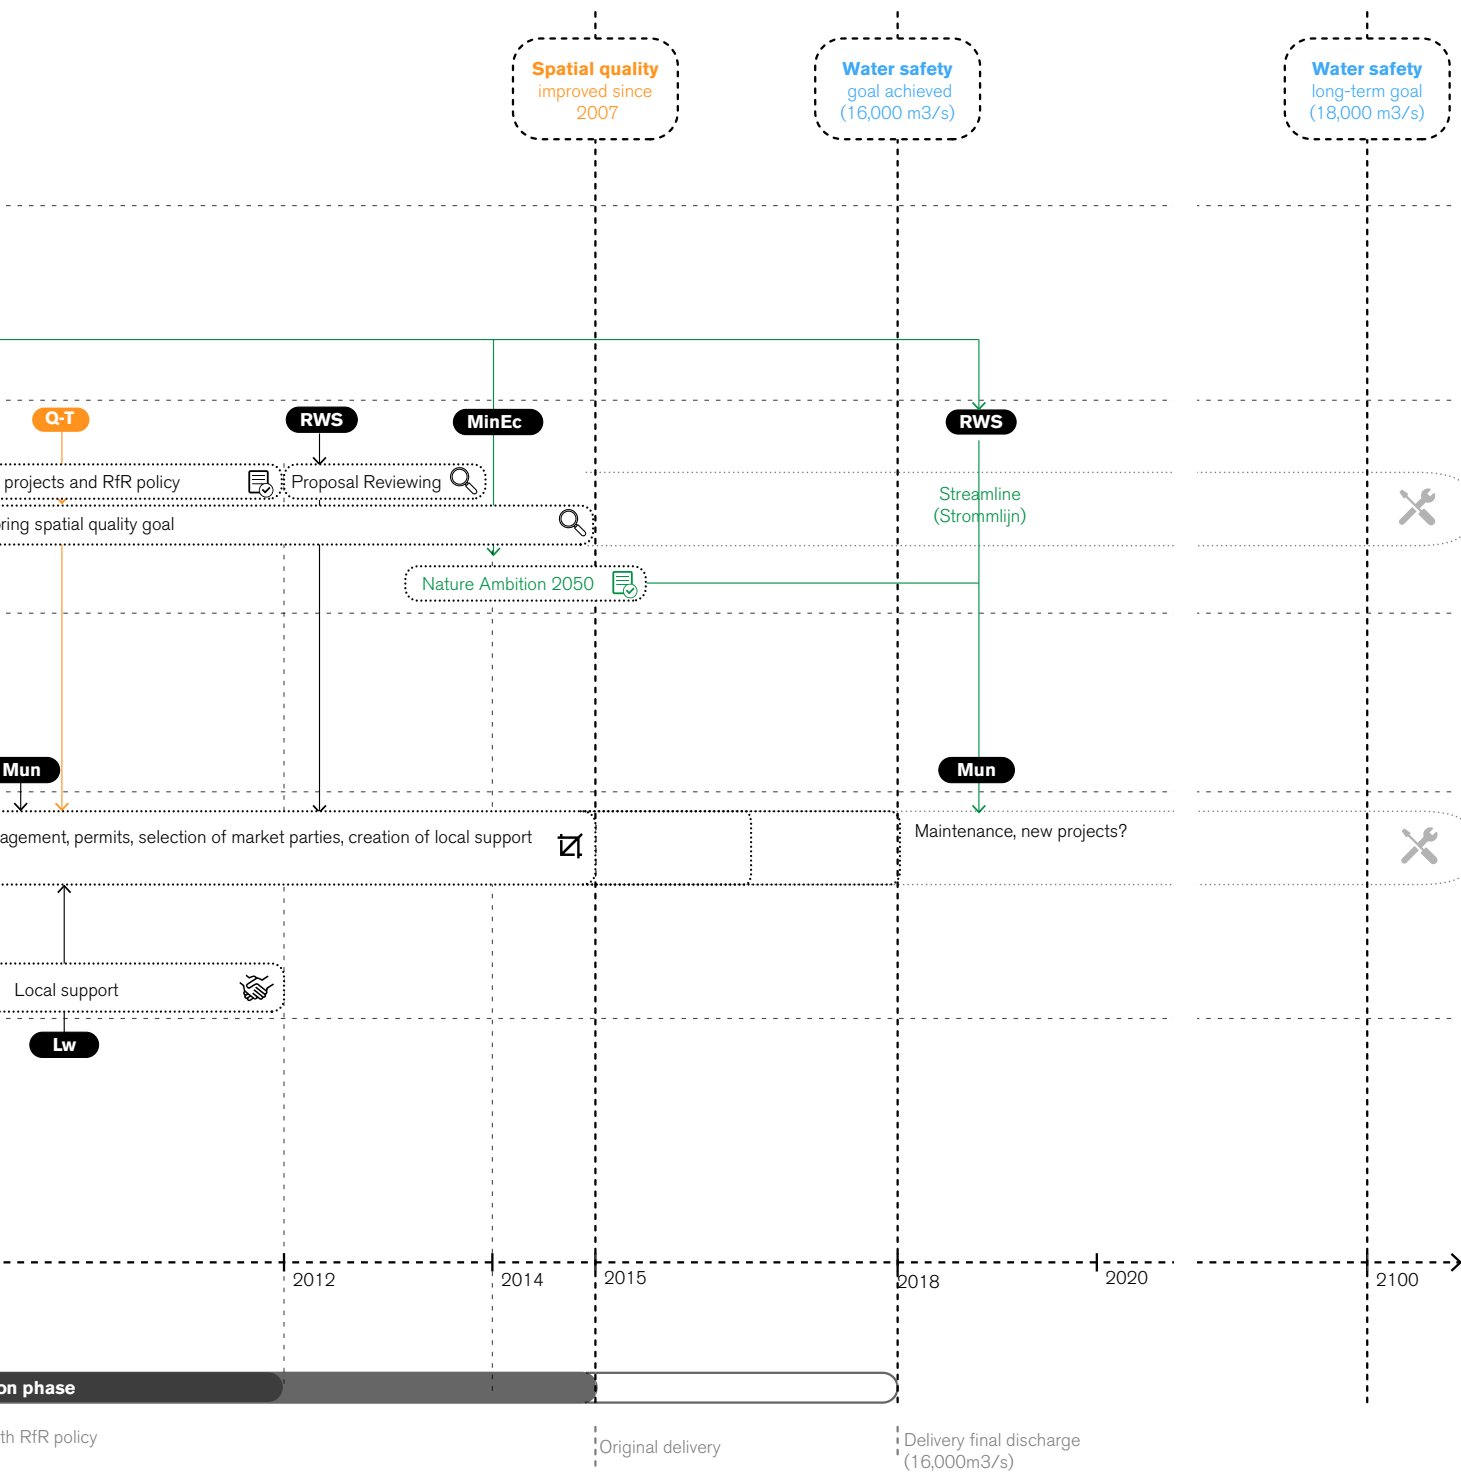 Spatial quality
improved since
2007
Water safety
goal achieved
(16,000 m3/s)
Water safety
long-term goal
(18,000 m3/s)
Q-T
RWS
MinEc
RWS
projects and RfR policy
Proposal Reviewing
Streamline
(Strommlijn)
oring spatial quality goal
Nature Ambition 2050
Mun
Mun
agement, permits, selection of market parties, creation of local support
Maintenance, new projects?
Local support
Lw
2012
2014
2015
2018
2020
2100
on phase
th RfR policy
Original delivery
Delivery final discharge
(16,000m3/s)